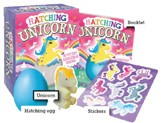 HATCHING
UNICORN
HATCHING
UNICORN
Booklet
Unicorn
Hatching egg
Stickers